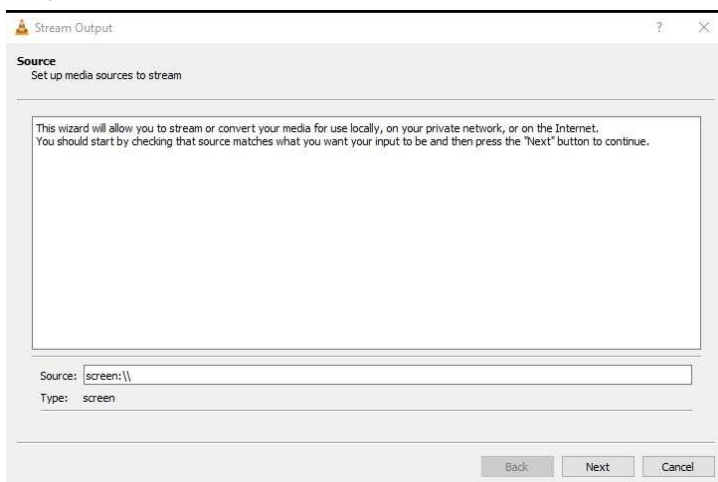 Stream Output
?
Source
Set up media sources to stream
This wizard will allow you to stream or convert your media for use locally, on your private network, or on the Internet.
You should start by checking that source matches what you want your input to be and then press the "Next" button to continue.
Source: screen:\\
Type: screen
Back Next Cancel